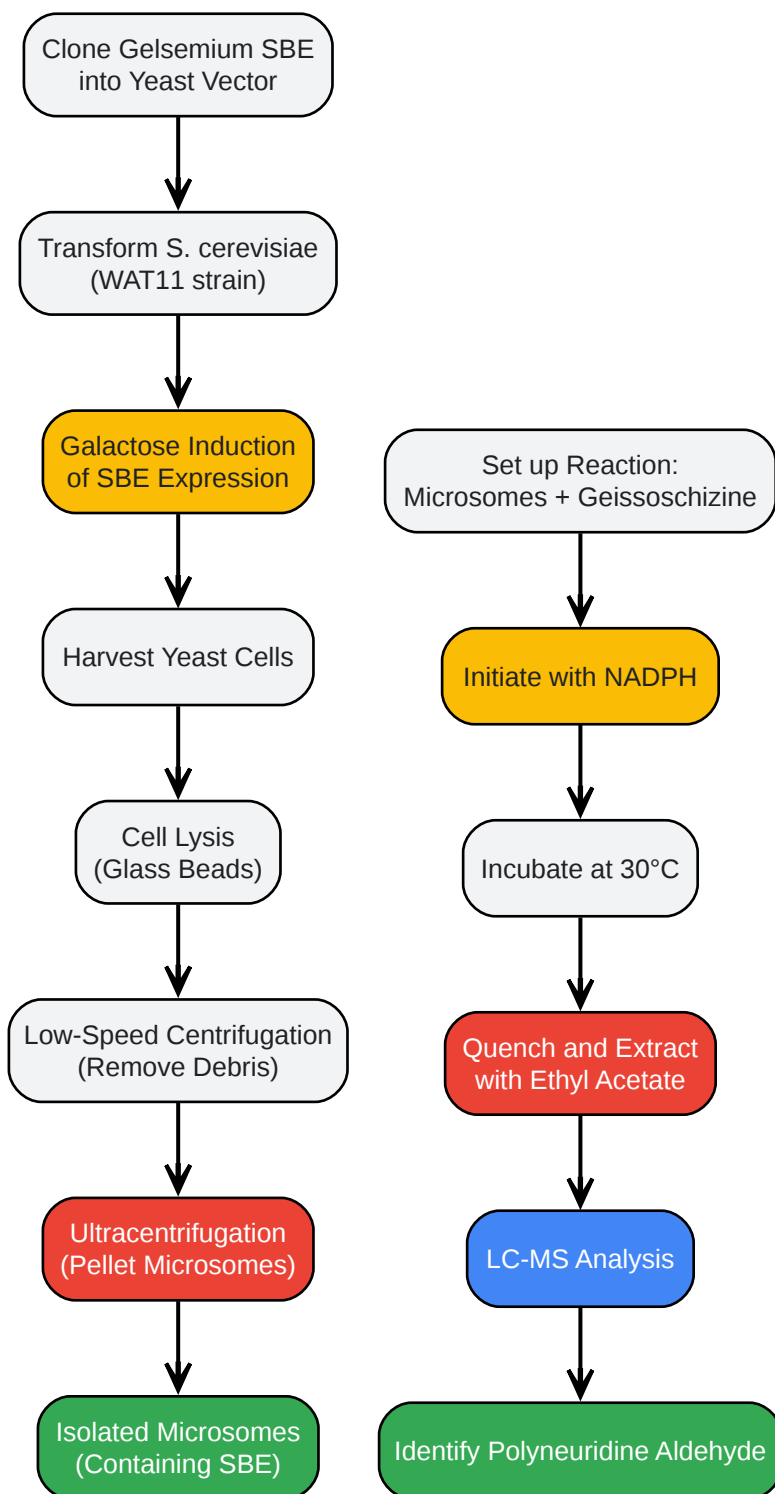 Clone Gelsemium SBE
into Yeast Vector
Transform S. cerevisiae
(WAT11 strain)
Galactose Induction
of SBE Expression
Harvest Yeast Cells
Cell Lysis
(Glass Beads)
Low-Speed Centrifugation
(Remove Debris)
Ultracentrifugation
(Pellet Microsomes)
Isolated Microsomes
(Containing SBE)
Set up Reaction:
Microsomes + Geissoschizine
Initiate with NADPH
Incubate at 30°C
Quench and Extract
with Ethyl Acetate
LC-MS Analysis
Identify Polyneuridine Aldehyde